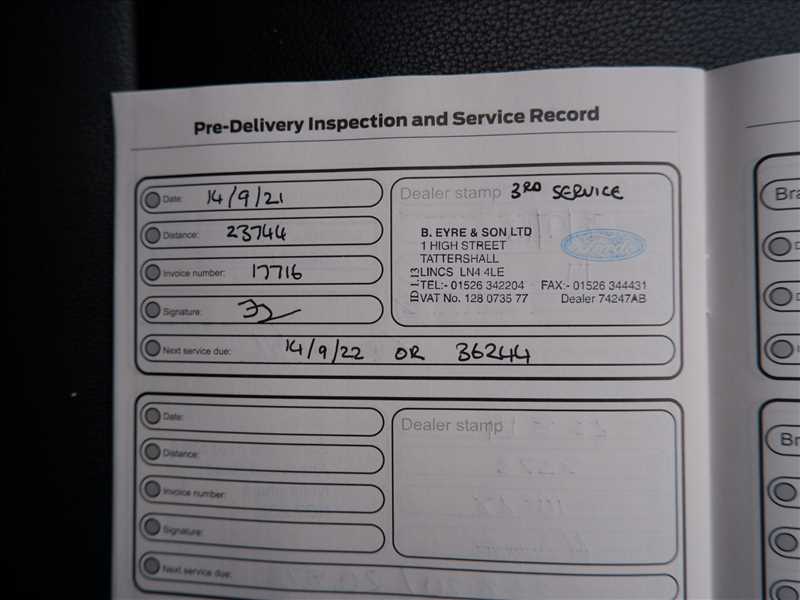 Pre-Delivery Inspection and Service Record
Date: 14/9/21
Distance: 23744
Invoice number: 17716
Signature:
Next service due: 14/9/22 OR 36244
Dealer stamp 3RD SERVICE
B. EYRE & SON LTD
1 HIGH STREET
TATTERSHALL
LINCS LN4 4LE
TEL:- 01526 342204 FAX:- 01526 344431
VAT No. 128 0735 77 Dealer 74247AB
Ford
Date:
Distance:
Invoice number:
Signature:
Next service due:
Dealer stamp
Bra
D
D
I
Br